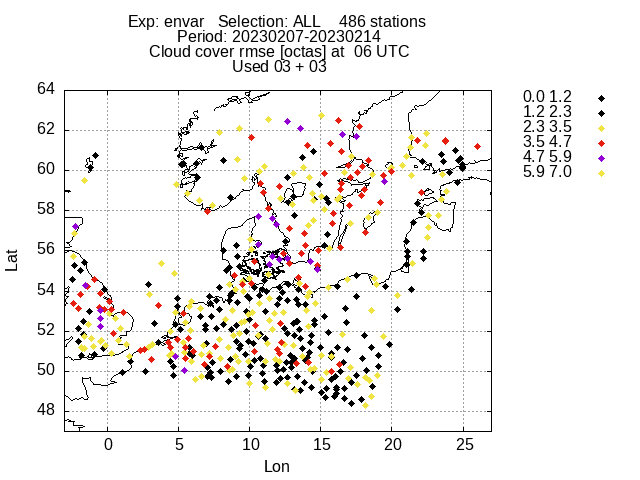 Exp: envar   Selection: ALL    486 stations
Period: 20230207-20230214
Cloud cover rmse [octas] at  06 UTC
Used 03 + 03
64
62
60
58
56
54
52
50
48
Lat
0 5 10 15 20 25
Lon
0.0 1.2
1.2 2.3
2.3 3.5
3.5 4.7
4.7 5.9
5.9 7.0